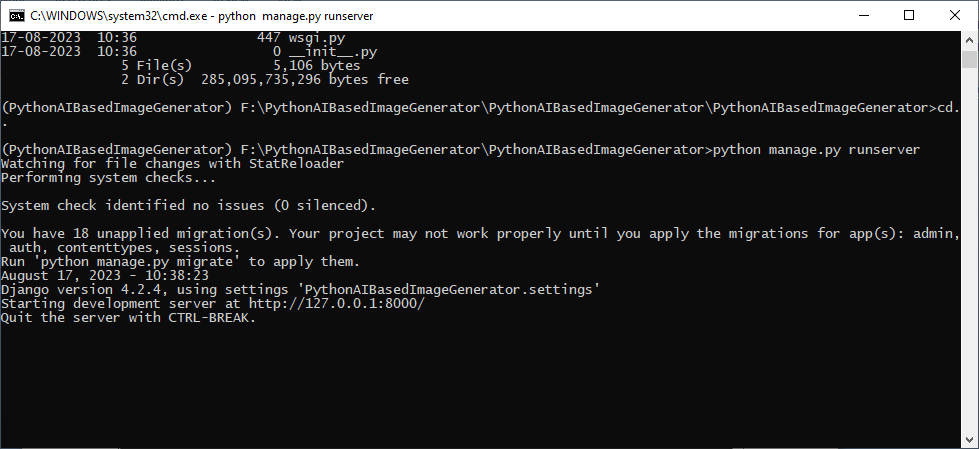 C:\WINDOWS\system32\cmd.exe - python  manage.py runserver
17-08-2023  10:36               447 wsgi.py
17-08-2023  10:36                 0 __init__.py
               5 File(s)          5,106 bytes
               2 Dir(s)  285,095,735,296 bytes free
(PythonAIBasedImageGenerator) F:\PythonAIBasedImageGenerator\PythonAIBasedImageGenerator\PythonAIBasedImageGenerator>cd.
.
(PythonAIBasedImageGenerator) F:\PythonAIBasedImageGenerator\PythonAIBasedImageGenerator>python manage.py runserver
Watching for file changes with StatReloader
Performing system checks...
System check identified no issues (0 silenced).
You have 18 unapplied migration(s). Your project may not work properly until you apply the migrations for app(s): admin,
 auth, contenttypes, sessions.
Run 'python manage.py migrate' to apply them.
August 17, 2023 - 10:38:23
Django version 4.2.4, using settings 'PythonAIBasedImageGenerator.settings'
Starting development server at http://127.0.0.1:8000/
Quit the server with CTRL-BREAK.